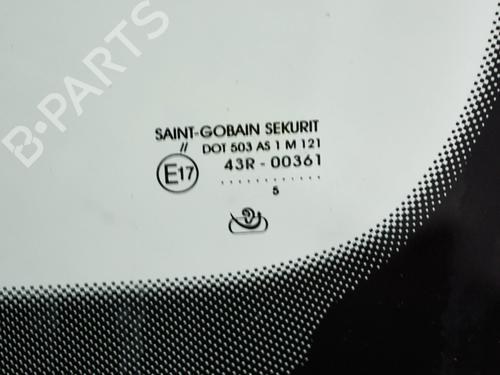 B-PARTS
SAINT-GOBAIN SEKURIT
// DOT 503 AS 1 M 121
E17 43R - 00361
5